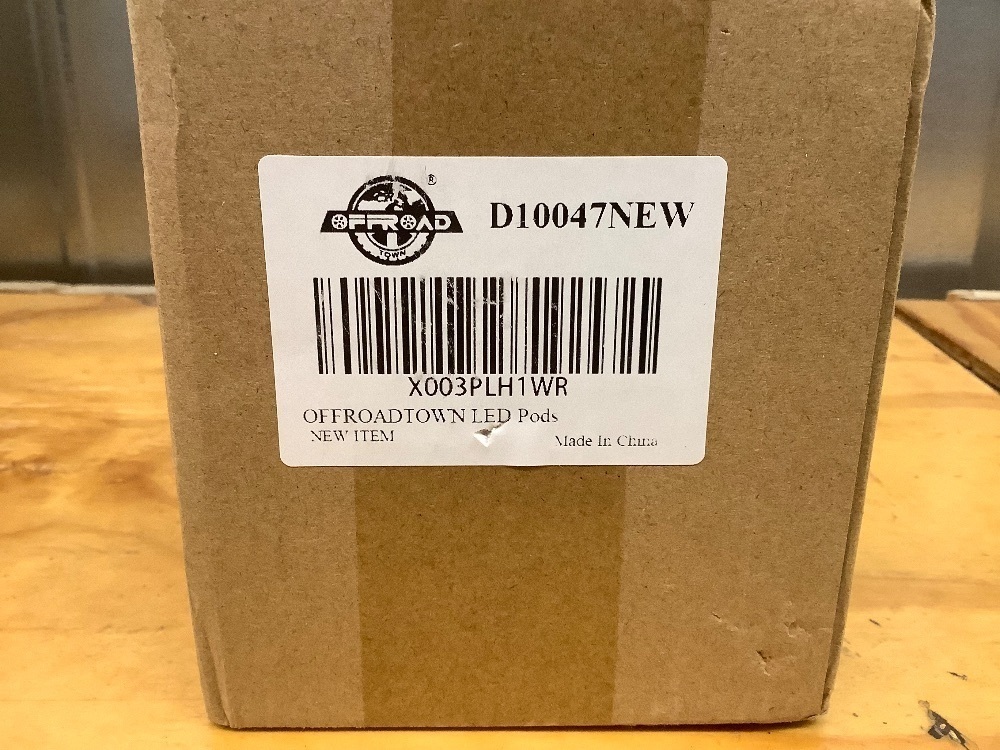 ®
OFFROAD
TOWN
D10047NEW
X003PLH1WR
OFFROADTOWN LED Pods
NEW ITEM
Made In China